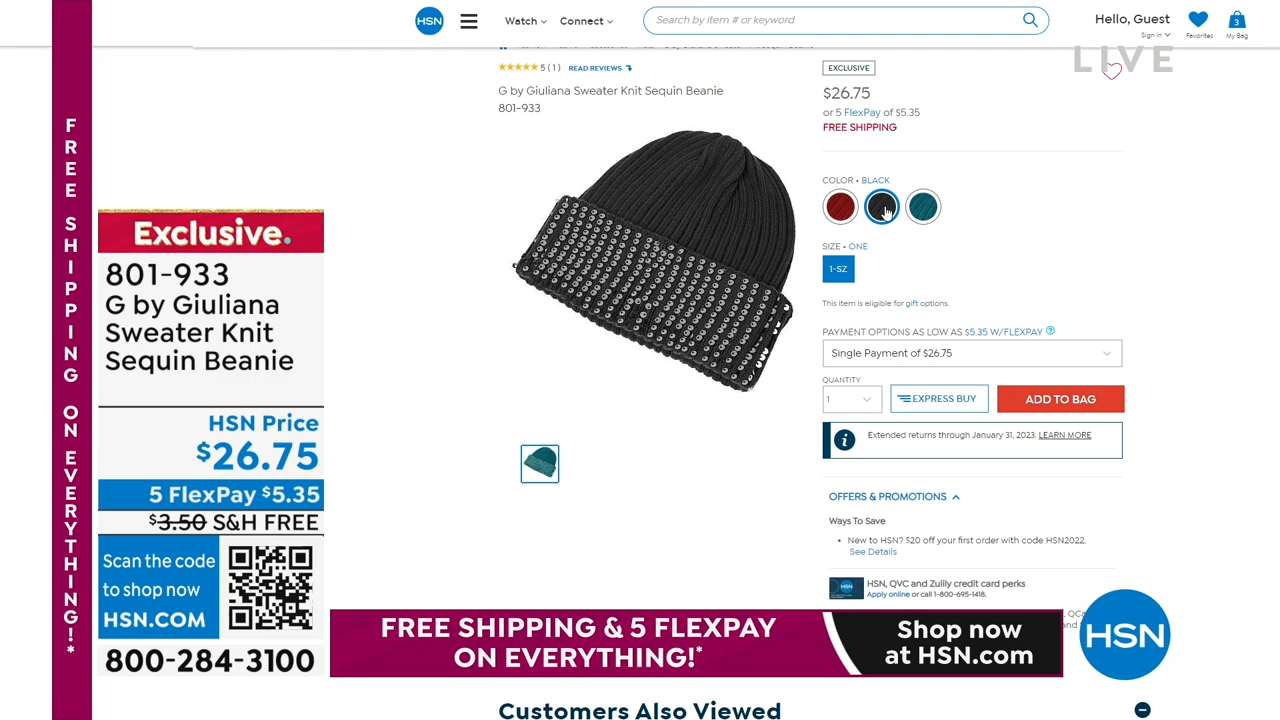 HSN
Watch
Connect
Search by item # or keyword
Hello, Guest
Sign In
Favorites
3
My Bag
LIVE
FREE SHIPPING ON EVERYTHING!*
5 ( 1 )
READ REVIEWS
G by Giuliana Sweater Knit Sequin Beanie
801-933
EXCLUSIVE
$26.75
or 5 FlexPay of $5.35
FREE SHIPPING
COLOR • BLACK
SIZE • ONE
1-SZ
This item is eligible for gift options.
PAYMENT OPTIONS AS LOW AS $5.35 W/FLEXPAY ?
Single Payment of $26.75
QUANTITY
1
EXPRESS BUY
ADD TO BAG
Extended returns through January 31, 2023. LEARN MORE
OFFERS & PROMOTIONS
Ways To Save
• New to HSN? $20 off your first order with code HSN2022.
See Details
HSN, QVC and Zulily credit card perks
Apply online or call 1-800-695-1418.
Exclusive.
801-933
G by Giuliana
Sweater Knit
Sequin Beanie
HSN Price
$26.75
5 FlexPay $5.35
$3.50 S&H FREE
Scan the code
to shop now
HSN.COM
800-284-3100
FREE SHIPPING & 5 FLEXPAY
ON EVERYTHING!*
Shop now
at HSN.com
HSN
Customers Also Viewed